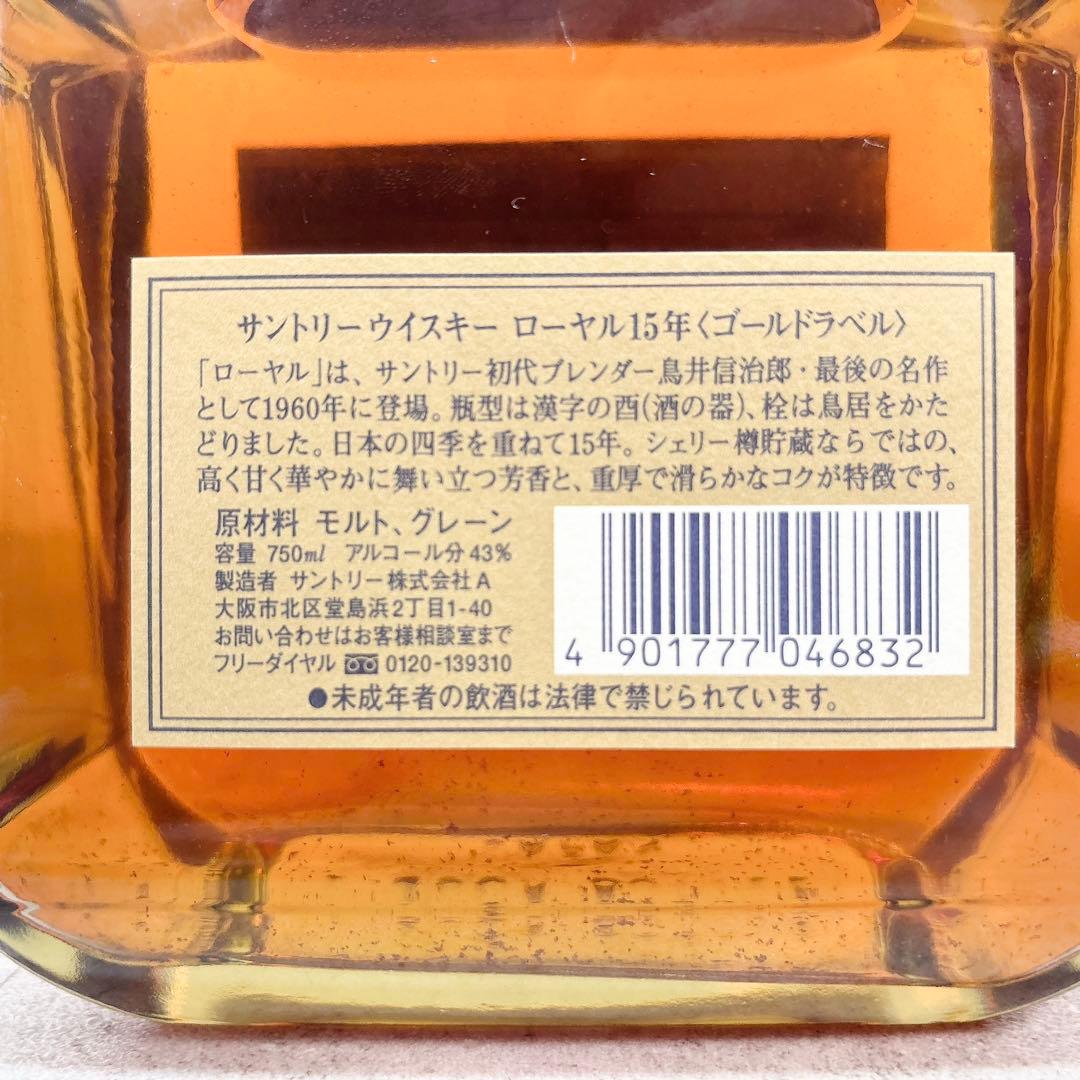 サントリーウイスキー ローヤル15年〈ゴールドラベル〉
「ローヤル」は、サントリー初代ブレンダー鳥井信治郎・最後の名作
として1960年に登場。瓶型は漢字の酉(酒の器)、栓は鳥居をかた
どりました。日本の四季を重ねて15年。シェリー樽貯蔵ならではの、
高く甘く華やかに舞い立つ芳香と、重厚で滑らかなコクが特徴です。
原材料 モルト、グレーン
容量 750ml アルコール分43%
製造者 サントリー株式会社A
大阪市北区堂島浜2丁目1-40
お問い合わせはお客様相談室まで
フリーダイヤル 0120-139310
4 901777 046832
●未成年者の飲酒は法律で禁じられています。